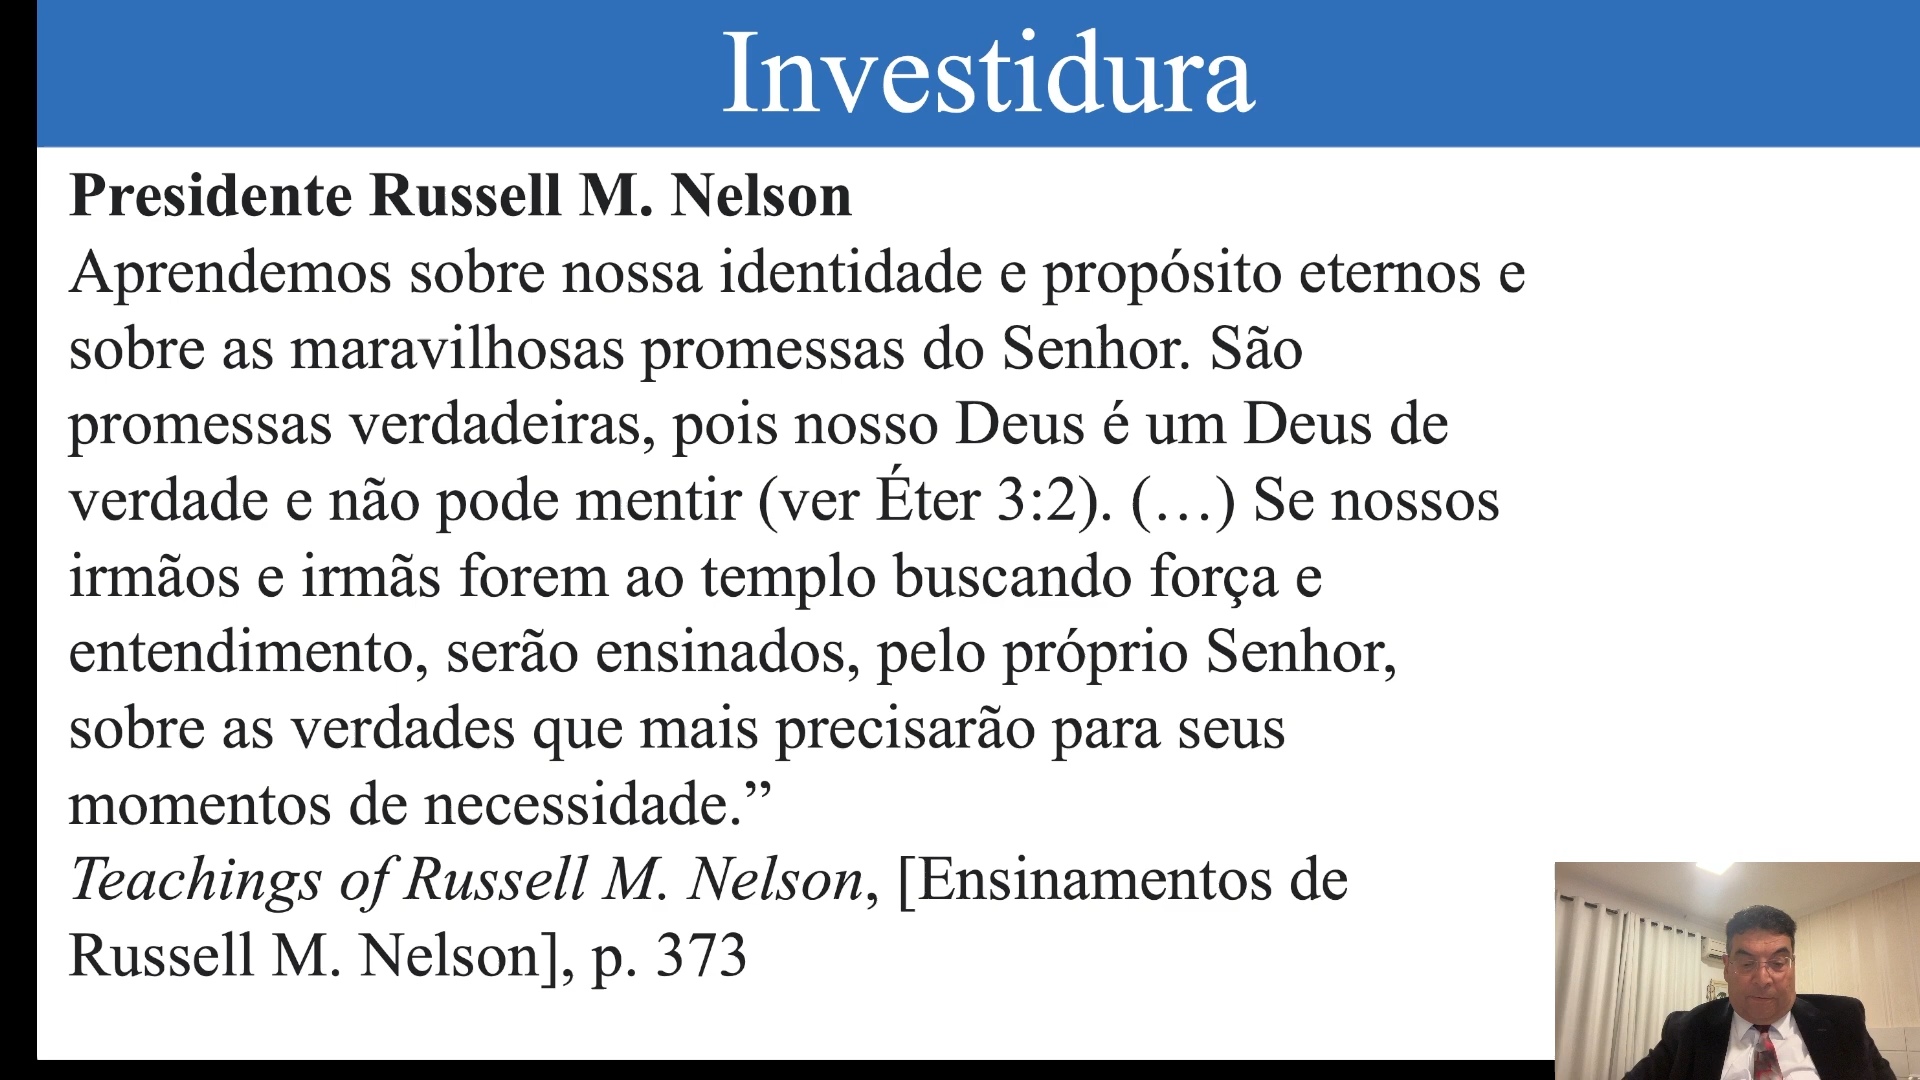 Investidura
Presidente Russell M. Nelson
Aprendemos sobre nossa identidade e propósito eternos e
sobre as maravilhosas promessas do Senhor. São
promessas verdadeiras, pois nosso Deus é um Deus de
verdade e não pode mentir (ver Éter 3:2). (…) Se nossos
irmãos e irmãs forem ao templo buscando força e
entendimento, serão ensinados, pelo próprio Senhor,
sobre as verdades que mais precisarão para seus
momentos de necessidade.”
Teachings of Russell M. Nelson, [Ensinamentos de
Russell M. Nelson], p. 373